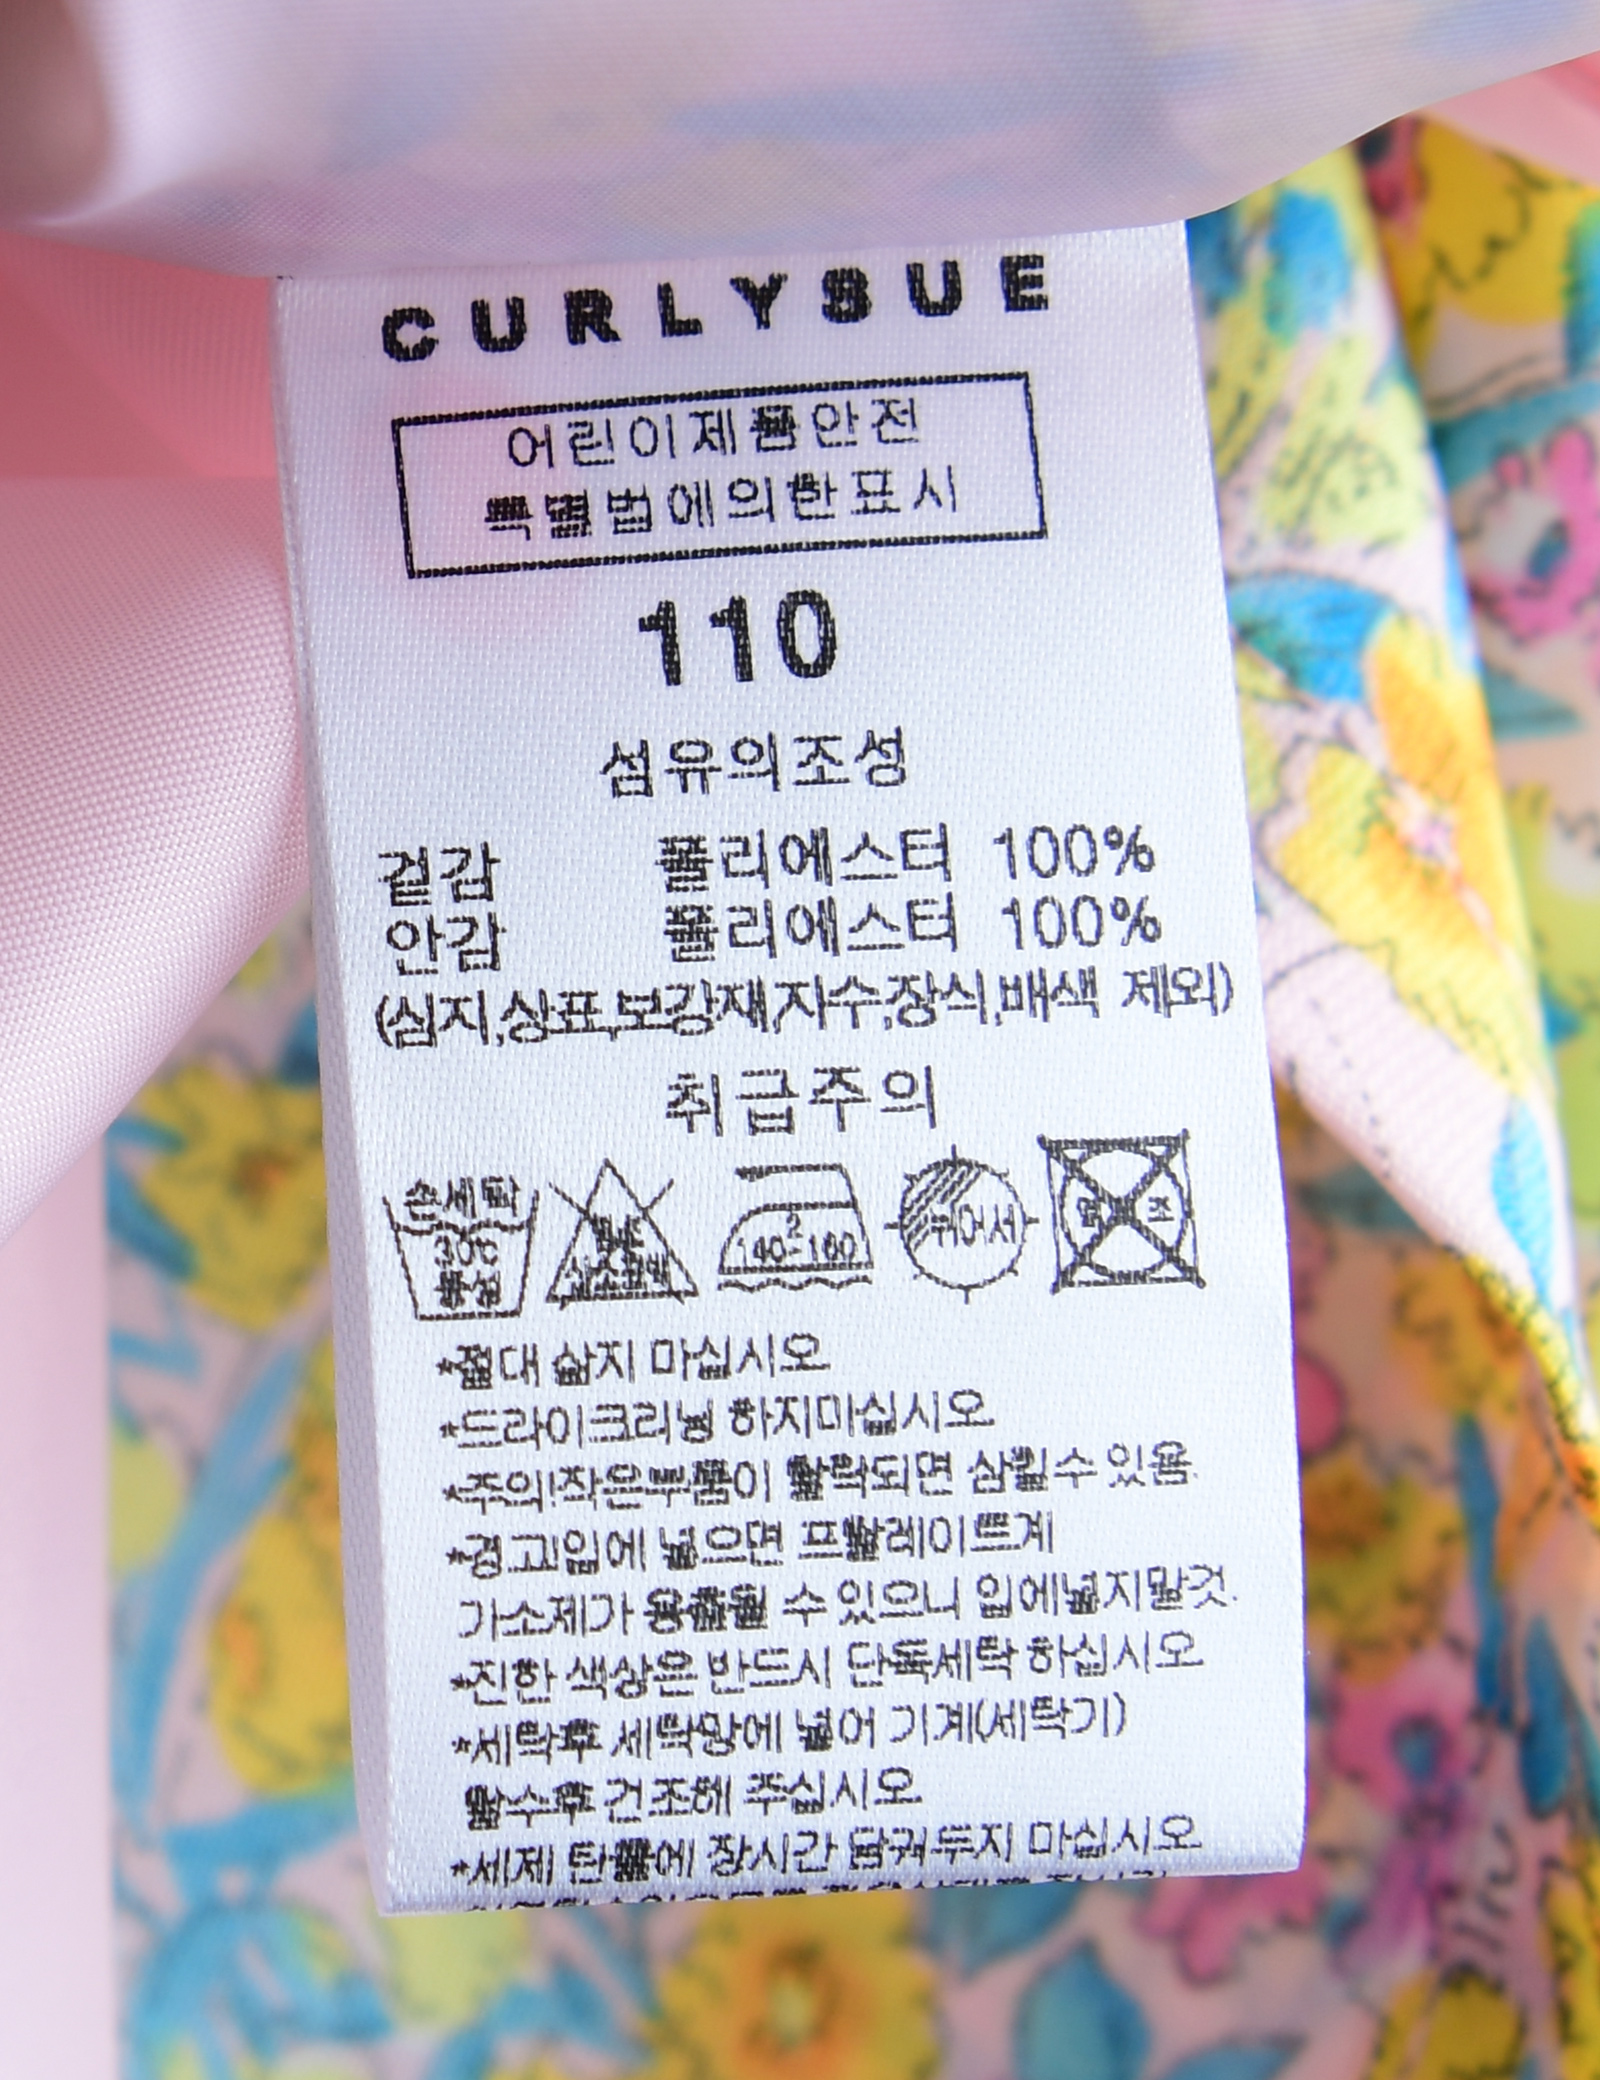 CURLYSUE
어린이제품안전
특별법에의한표시
110
섬유의조성
겉감 폴리에스터 100%
안감 폴리에스터 100%
(심지,상표,보강재,자수,장식,배색 제외)
취급주의
손세탁
30℃
중성
염소
산소표백
2
140-160
뉘어서
건조
*절대 삶지 마십시오
*드라이크리닝 하지마십시오
*주의!작은부품이 탈락되면 삼킬수 있음.
*경고!입에 넣으면 프탈레이트계
가소제가 용출될 수 있으니 입에넣지말것.
*진한 색상은 반드시 단독세탁 하십시오
*세탁후 세탁망에 넣어 기계(세탁기)
탈수후 건조해 주십시오
*세제 탄물에 장시간 담궈두지 마십시오